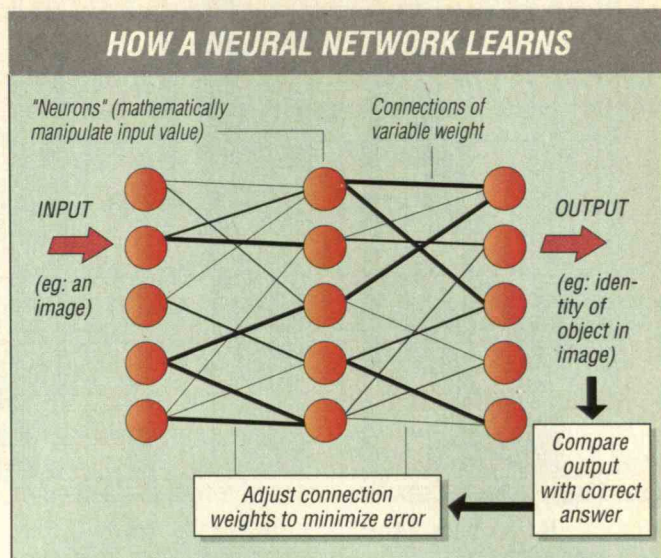 HOW A NEURAL NETWORK LEARNS
"Neurons" (mathematically
manipulate input value)
Connections of
variable weight
INPUT
(eg: an
image)
OUTPUT
(eg: iden-
tity of
object in
image)
Compare
output
with correct
answer
Adjust connection
weights to minimize error